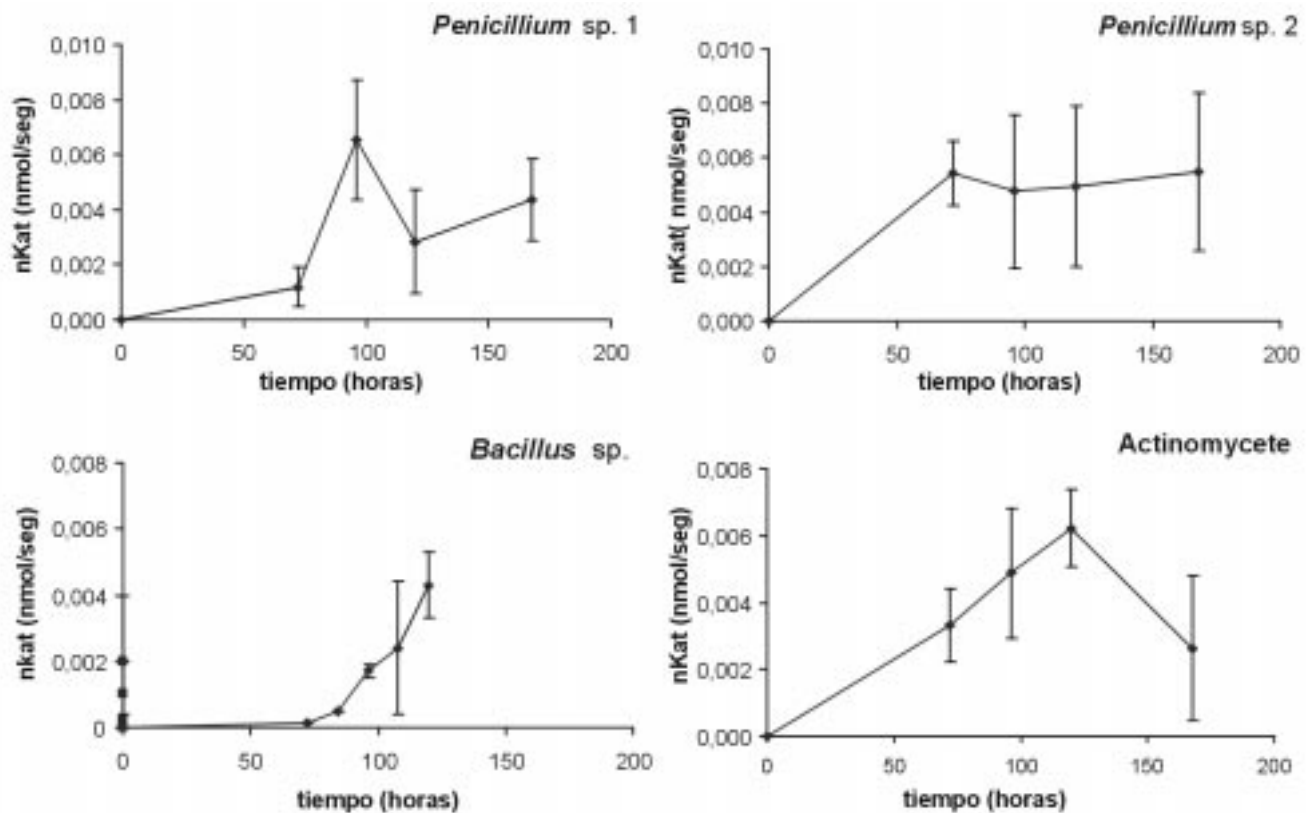 Penicillium sp. 1
0,010
0,008
0,006
0,004
0,002
0,000
nKat (nmol/seg)
0 50 100 150 200
tiempo (horas)
Penicillium sp. 2
0,010
0,008
0,006
0,004
0,002
0,000
nKat( nmol/seg)
0 50 100 150 200
tiempo (horas)
Bacillus sp.
0,008
0,006
0,004
0,002
0
nkat (nmol/seg)
0 50 100 150 200
tiempo (horas)
Actinomycete
0,008
0,006
0,004
0,002
0,000
nKat (nmol/seg)
0 50 100 150 200
tiempo (horas)